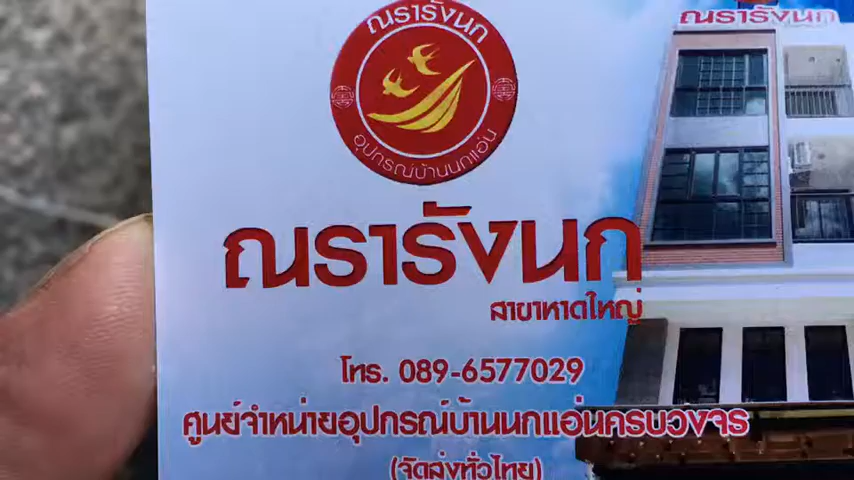 ณรารังนก
อุปกรณ์บ้านนกแอ่น
ณรารังนก
ณรารังนก
สาขาหาดใหญ่
โทร. 089-6577029
ศูนย์จำหน่ายอุปกรณ์บ้านนกแอ่นครบวงจร
(จัดส่งทั่วไทย)